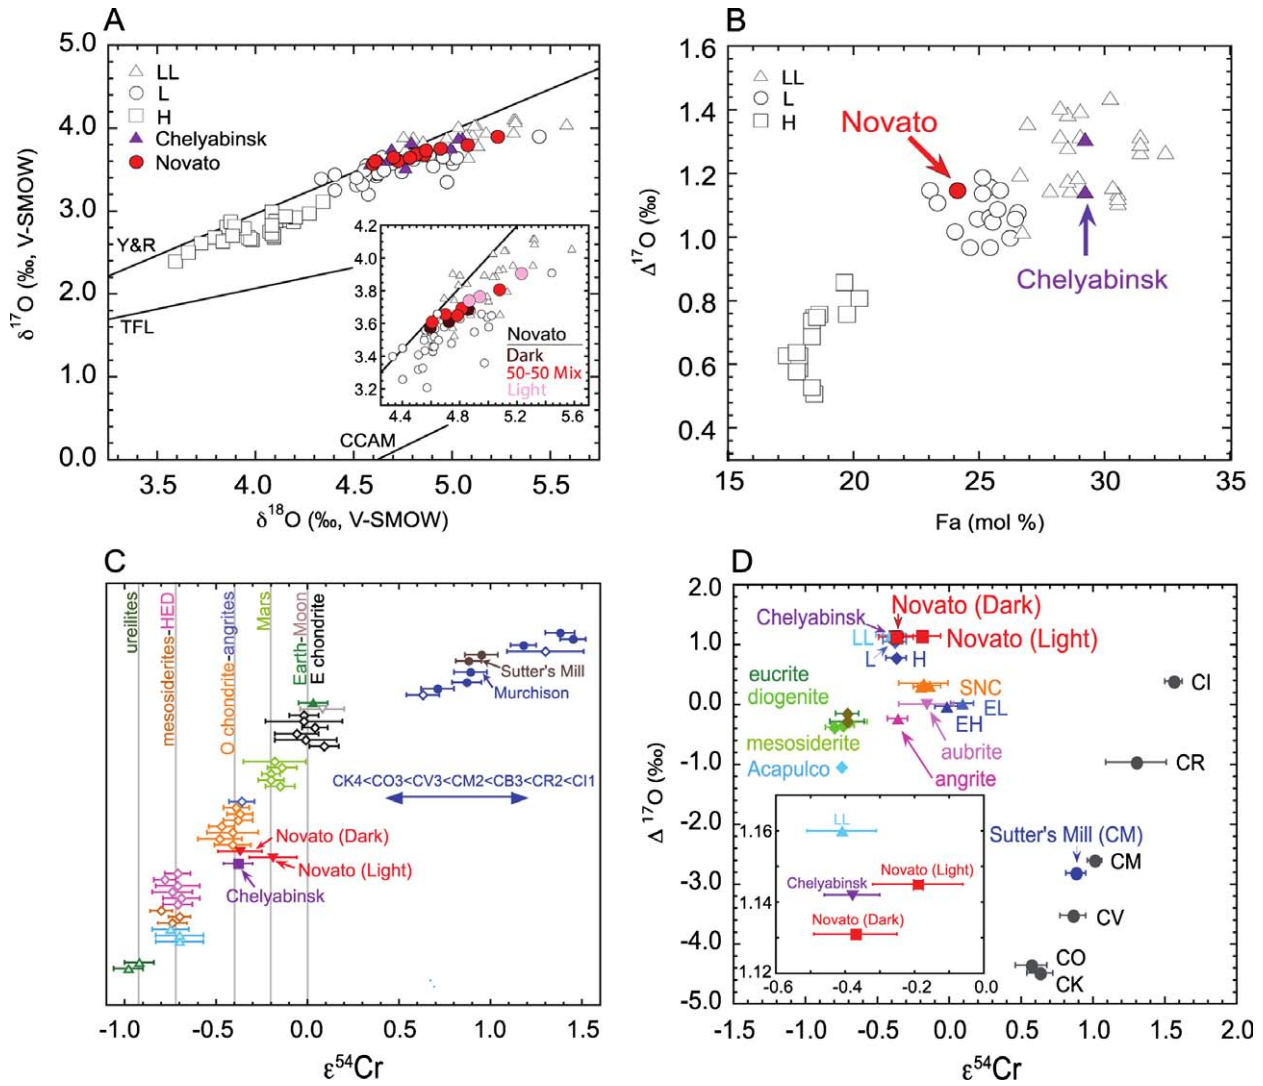 A
5.0
4.0
3.0
2.0
1.0
0.0
δ¹⁷O (‰, V-SMOW)
LL
L
H
Chelyabinsk
Novato
Y&R
TFL
CCAM
4.2
4.0
3.8
3.6
3.4
3.2
Novato
Dark
50-50 Mix
Light
4.4 4.8 5.2 5.6
3.5 4.0 4.5 5.0 5.5
δ¹⁸O (‰, V-SMOW)
B
1.6
1.4
1.2
1.0
0.8
0.6
0.4
Δ¹⁷O (‰)
LL
L
H
Novato
Chelyabinsk
15 20 25 30 35
Fa (mol %)
C
ureilites
mesosiderites-HED
O chondrite-angrites
Mars
Earth-Moon
E chondrite
Sutter's Mill
Murchison
CK4<CO3<CV3<CM2<CB3<CR2<CI1
Novato (Dark)
Novato (Light)
Chelyabinsk
-1.0 -0.5 0.0 0.5 1.0 1.5
ε⁵⁴Cr
D
2.0
1.0
0.0
-1.0
-2.0
-3.0
-4.0
-5.0
Δ ¹⁷O (‰)
Novato (Dark)
Chelyabinsk
LL
Novato (Light)
L
H
eucrite
diogenite
SNC
EL
EH
CI
mesosiderite
aubrite
Acapulco
angrite
CR
1.16
1.14
1.12
LL
Novato (Light)
Chelyabinsk
Novato (Dark)
-0.6 -0.4 -0.2 0.0
Sutter's Mill (CM)
CM
CV
CO
CK
-1.5 -1.0 -0.5 0.0 0.5 1.0 1.5 2.0
ε⁵⁴Cr